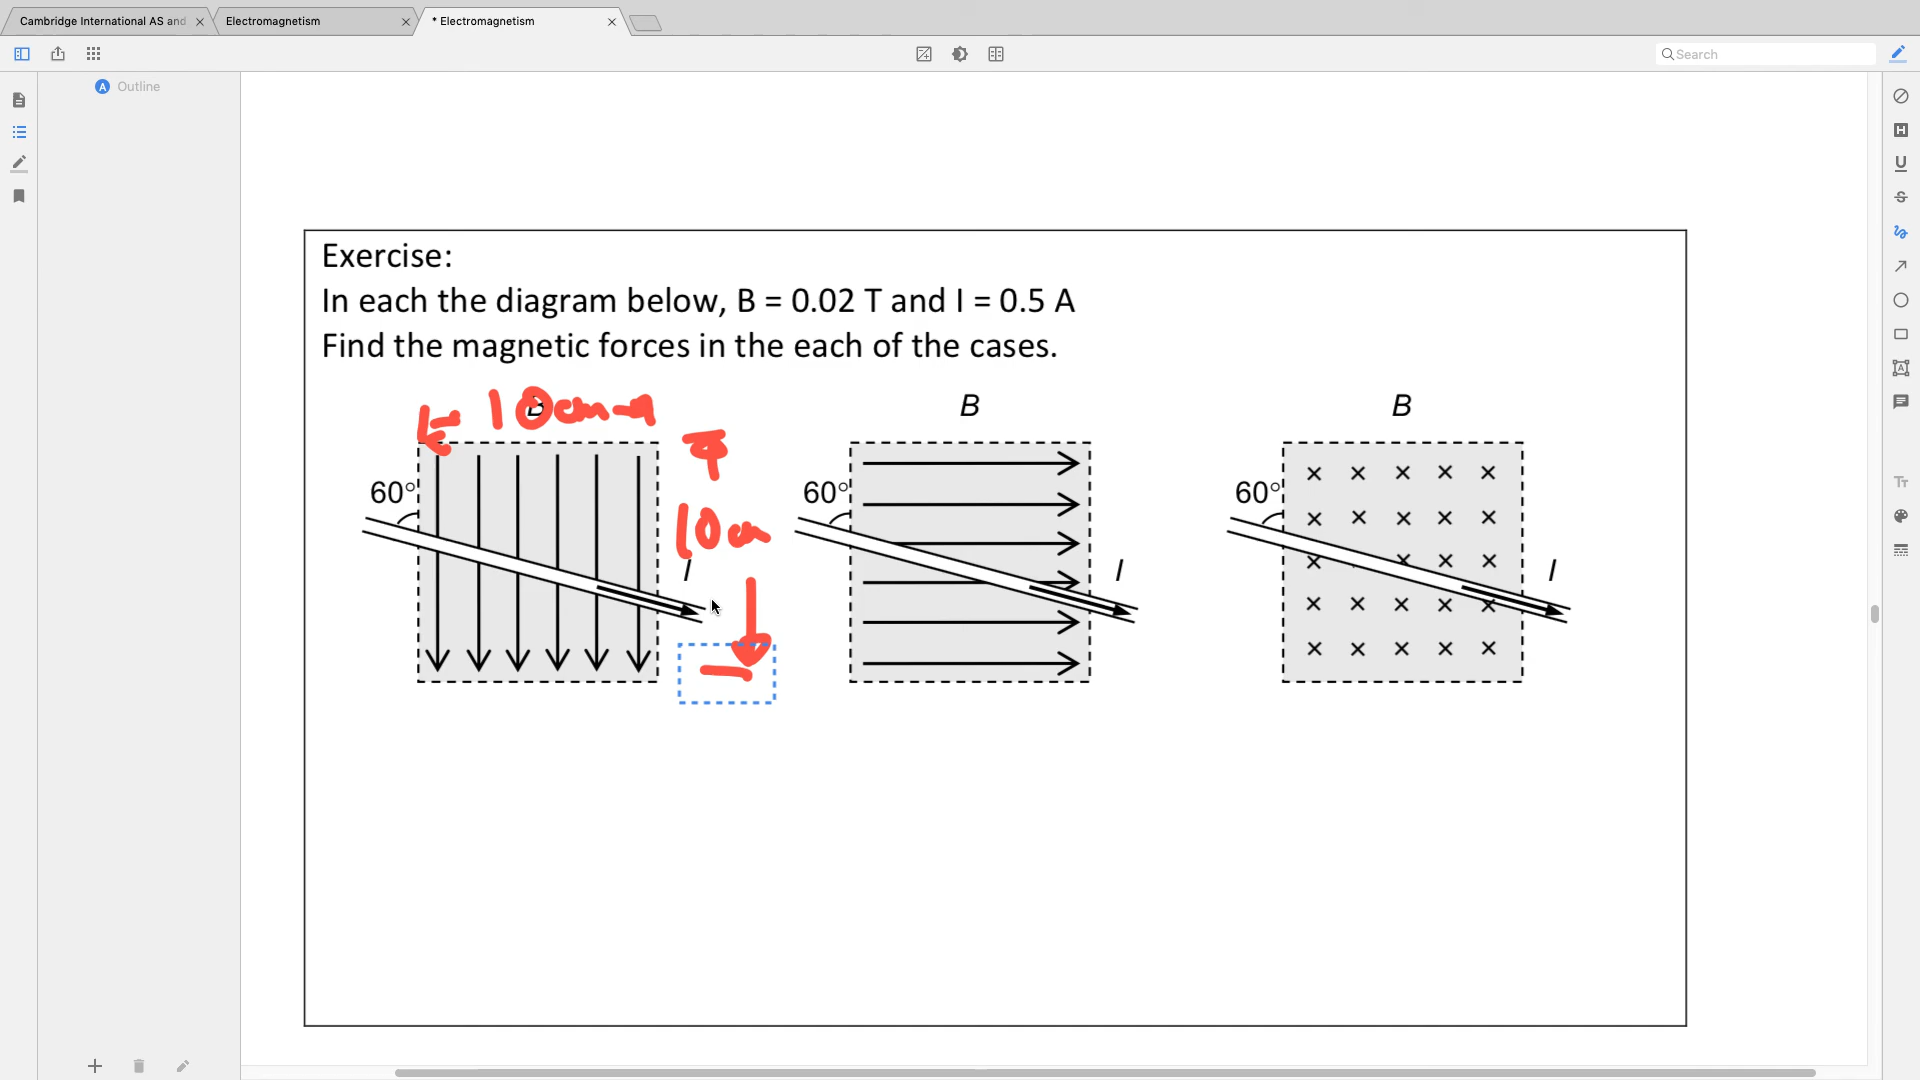 Cambridge International AS and
Electromagnetism
* Electromagnetism
Search
A Outline
Exercise:
In each the diagram below, B = 0.02 T and I = 0.5 A
Find the magnetic forces in the each of the cases.
10cm
B
B
B
60°
60°
60°
10cm
I
I
I